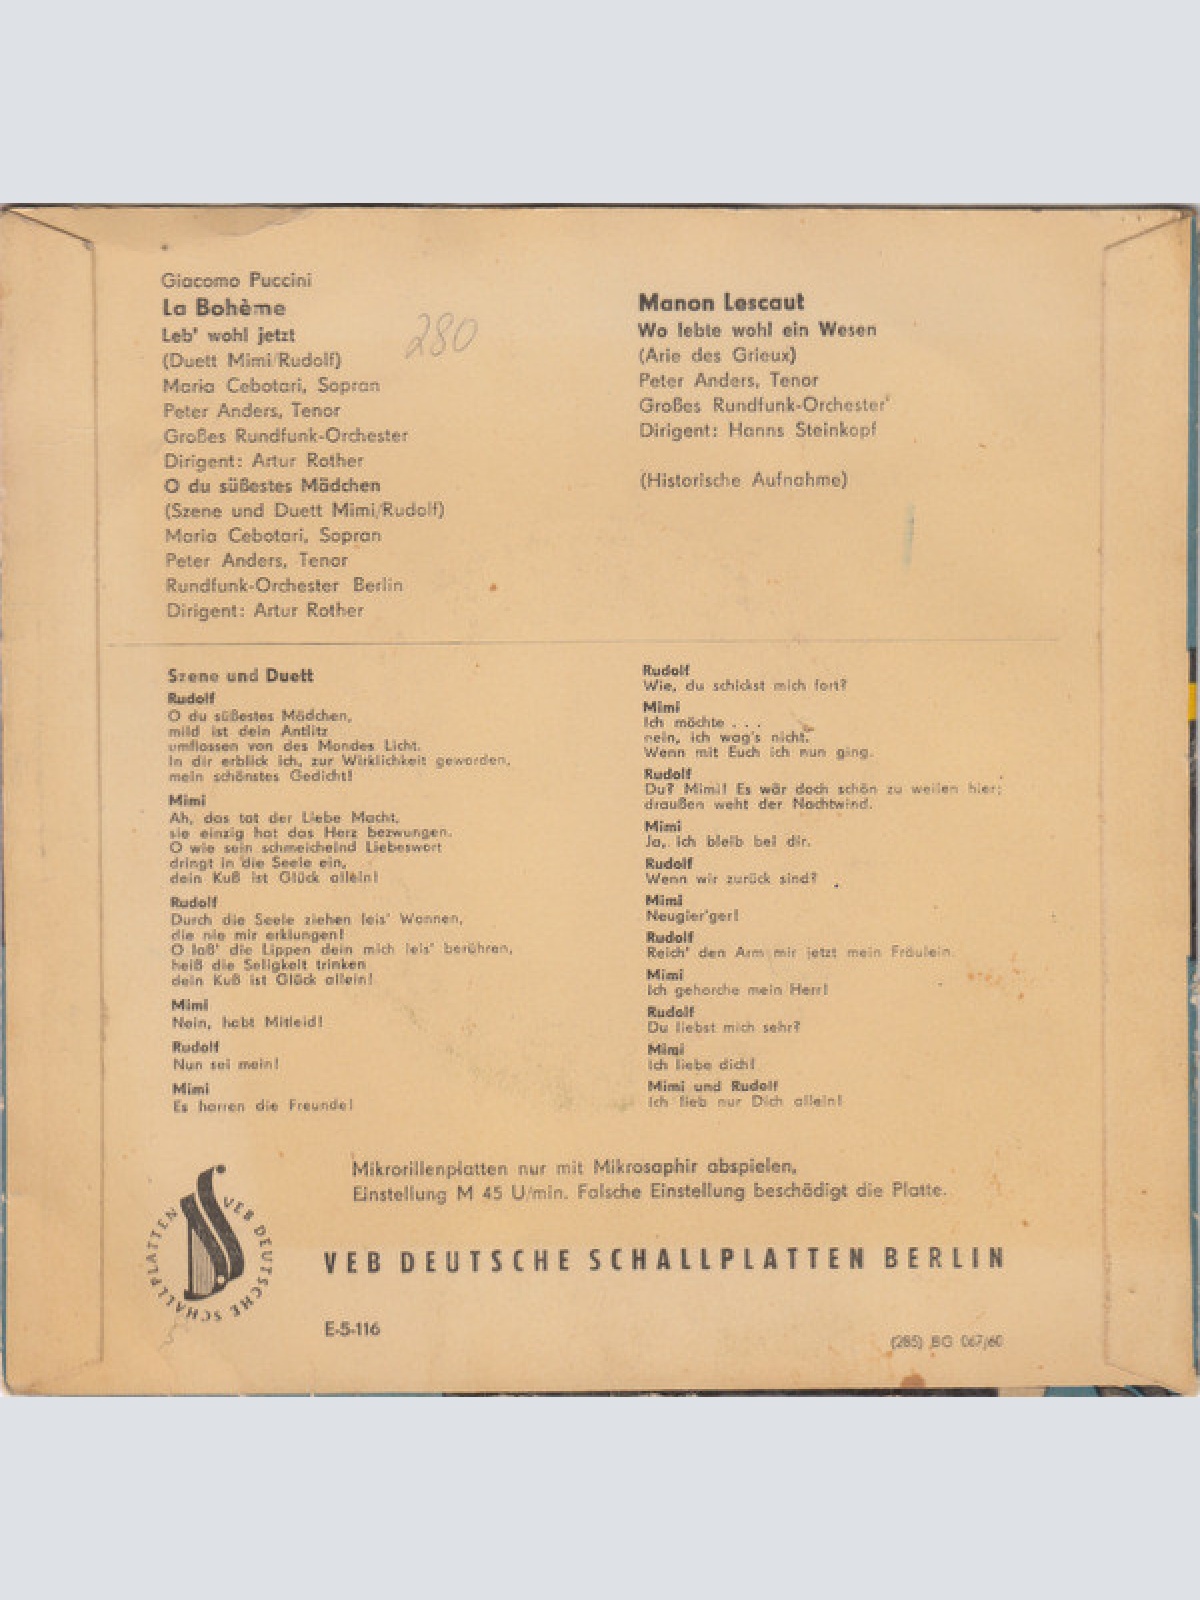 Giacomo Puccini
La Bohème
Leb' wohl jetzt
(Duett Mimi/Rudolf)
Maria Cebotari, Sopran
Peter Anders, Tenor
Großes Rundfunk-Orchester
Dirigent: Artur Rother
O du süßestes Mädchen
(Szene und Duett Mimi/Rudolf)
Maria Cebotari, Sopran
Peter Anders, Tenor
Rundfunk-Orchester Berlin
Dirigent: Artur Rother
280
Manon Lescaut
Wo lebte wohl ein Wesen
(Arie des Grieux)
Peter Anders, Tenor
Großes Rundfunk-Orchester
Dirigent: Hanns Steinkopf
(Historische Aufnahme)
Szene und Duett
Rudolf
O du süßestes Mädchen,
mild ist dein Antlitz
umflossen von des Mondes Licht.
In dir erblick ich, zur Wirklichkeit geworden,
mein schönstes Gedicht!
Mimi
Ah, das tat der Liebe Macht,
sie einzig hat das Herz bezwungen.
O wie sein schmeichelnd Liebeswort
dringt in die Seele ein,
dein Kuß ist Glück allein!
Rudolf
Durch die Seele ziehen leis' Wonnen,
die nie mir erklungen!
O laß' die Lippen dein mich leis' berühren,
heiß die Seligkeit trinken
dein Kuß ist Glück allein!
Mimi
Nein, habt Mitleid!
Rudolf
Nun sei mein!
Mimi
Es harren die Freunde!
Rudolf
Wie, du schickst mich fort?
Mimi
Ich möchte . . .
nein, ich wag's nicht.
Wenn mit Euch ich nun ging.
Rudolf
Du? Mimi! Es wär doch schön zu weilen hier;
draußen weht der Nachtwind.
Mimi
Ja, ich bleib bei dir.
Rudolf
Wenn wir zurück sind?
Mimi
Neugier'ger!
Rudolf
Reich' den Arm mir jetzt mein Fräulein.
Mimi
Ich gehorche mein Herr!
Rudolf
Du liebst mich sehr?
Mimi
Ich liebe dich!
Mimi und Rudolf
Ich lieb nur Dich allein!
Mikrorillenplatten nur mit Mikrosaphir abspielen,
Einstellung M 45 U/min. Falsche Einstellung beschädigt die Platte.
VEB DEUTSCHE SCHALLPLATTEN
VEB DEUTSCHE SCHALLPLATTEN BERLIN
E-5-116
(285) BG 067/60